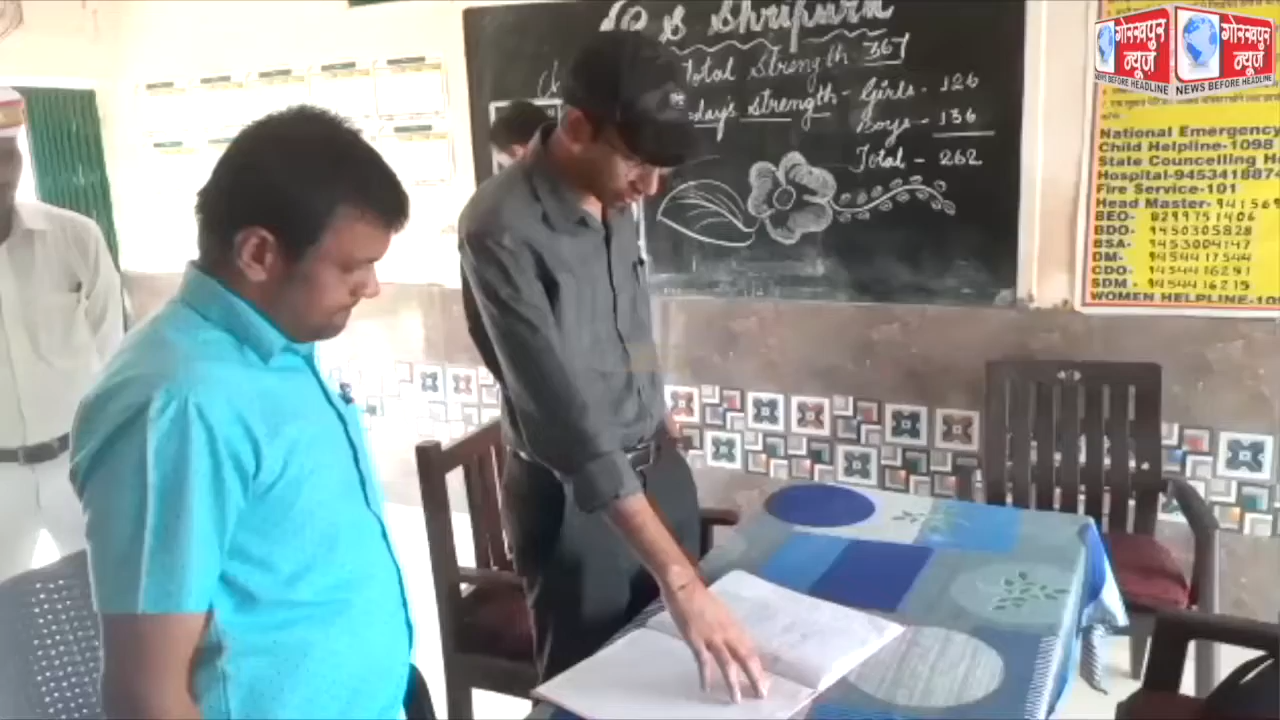 Shripurn
Total Strength 367
day's strength - Girls - 126
Boys - 136
Total - 262
गोरखपुर
न्यूज
NEWS BEFORE HEADLINE
गोरखपुर
न्यूज
NEWS BEFORE HEADLINE
National Emergency
Child Helpline-1098
State Councelling
Hospital-9453418874
Fire Service-101
Head Master-
BEO- 8299751406
BDO- 9450305828
BSA- 9453004147
DM- 9454417544
CDO- 9454416291
SDM- 9454416215
WOMEN HELPLINE-